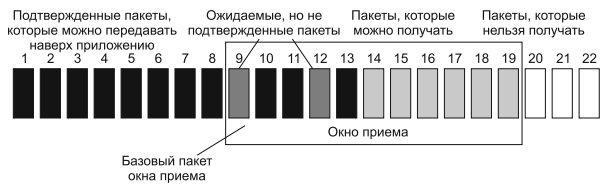 Подтвержденные пакеты,
которые можно передавать
наверх приложению
Ожидаемые, но не
подтвержденные пакеты
Пакеты, которые
можно получать
Пакеты, которые
нельзя получать
1 2 3 4 5 6 7 8 9 10 11 12 13 14 15 16 17 18 19 20 21 22
Окно приема
Базовый пакет
окна приема